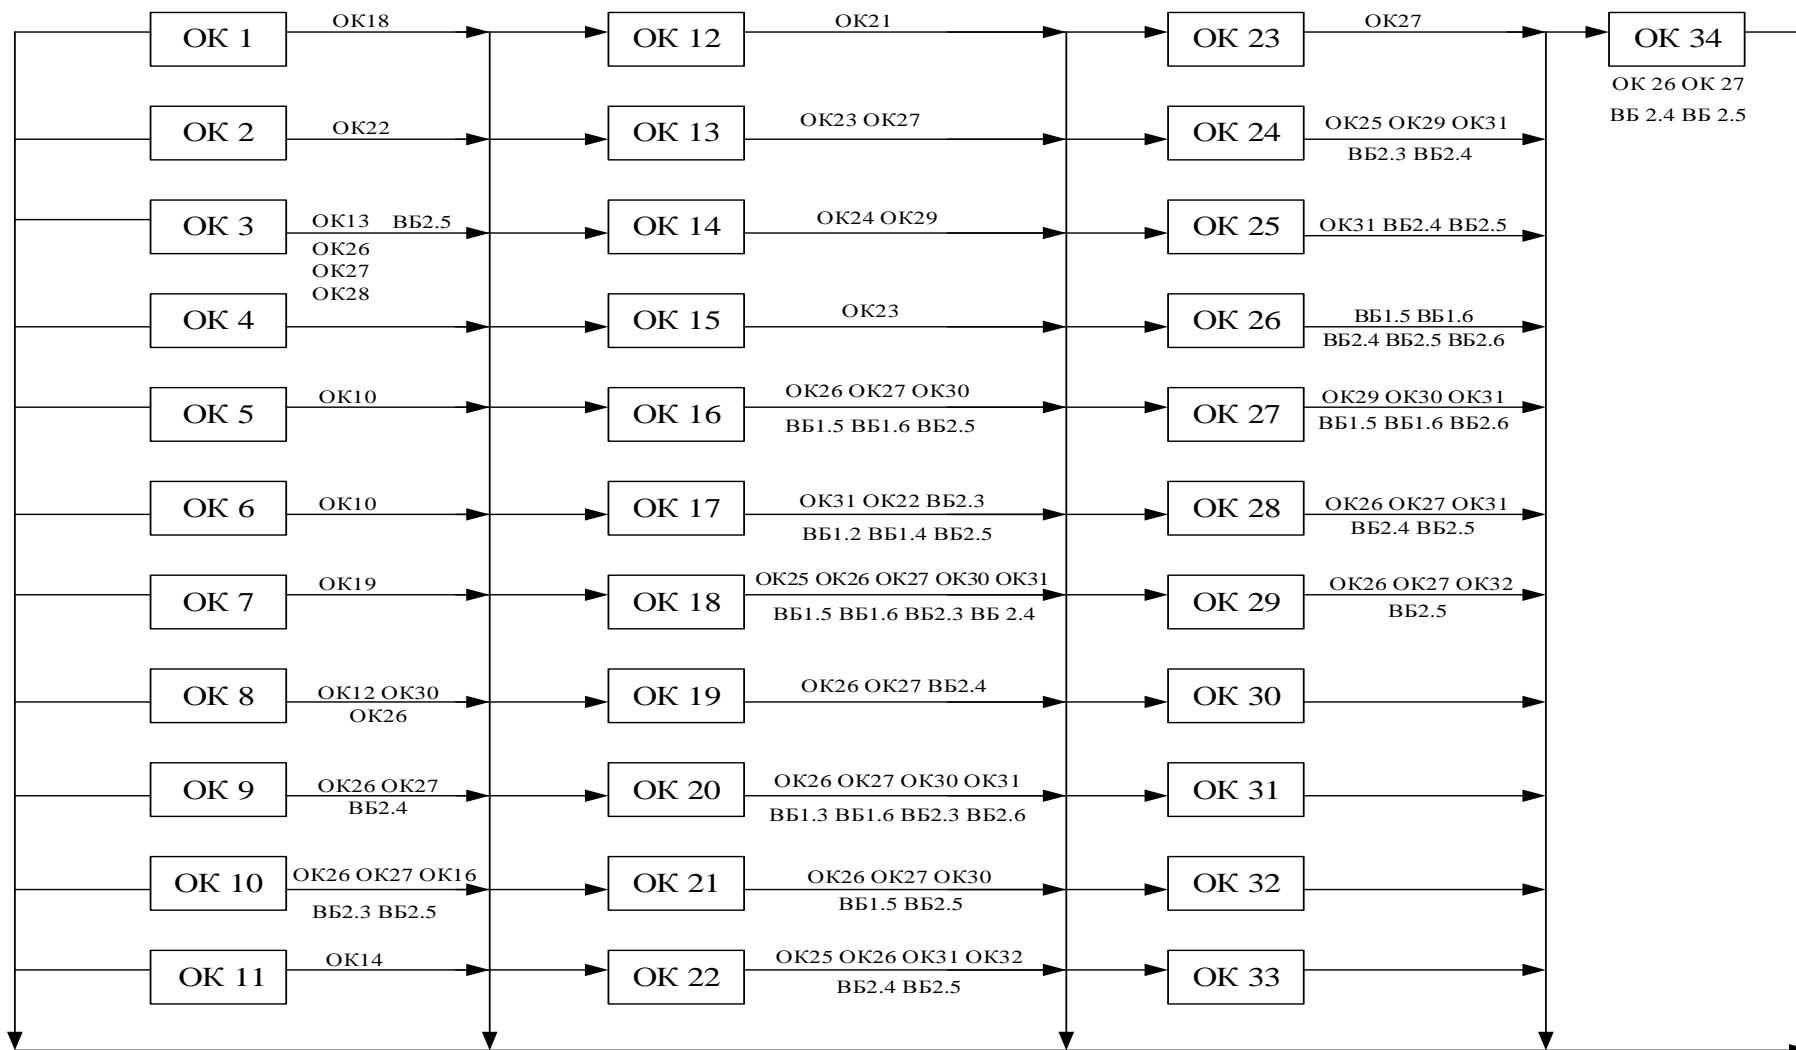 ОК 1
ОК18
ОК 12
ОК21
ОК 23
ОК27
ОК 34
ОК 26 ОК 27
ВБ 2.4 ВБ 2.5
ОК 2
ОК22
ОК 13
ОК23 ОК27
ОК 24
ОК25 ОК29 ОК31
ВБ2.3 ВБ2.4
ОК 3
ОК13 ВБ2.5
ОК26
ОК27
ОК28
ОК 14
ОК24 ОК29
ОК 25
ОК31 ВБ2.4 ВБ2.5
ОК 4
ОК 15
ОК23
ОК 26
ВБ1.5 ВБ1.6
ВБ2.4 ВБ2.5 ВБ2.6
ОК 5
ОК10
ОК 16
ОК26 ОК27 ОК30
ВБ1.5 ВБ1.6 ВБ2.5
ОК 27
ОК29 ОК30 ОК31
ВБ1.5 ВБ1.6 ВБ2.6
ОК 6
ОК10
ОК 17
ОК31 ОК22 ВБ2.3
ВБ1.2 ВБ1.4 ВБ2.5
ОК 28
ОК26 ОК27 ОК31
ВБ2.4 ВБ2.5
ОК 7
ОК19
ОК 18
ОК25 ОК26 ОК27 ОК30 ОК31
ВБ1.5 ВБ1.6 ВБ2.3 ВБ 2.4
ОК 29
ОК26 ОК27 ОК32
ВБ2.5
ОК 8
ОК12 ОК30
ОК26
ОК 19
ОК26 ОК27 ВБ2.4
ОК 30
ОК 9
ОК26 ОК27
ВБ2.4
ОК 20
ОК26 ОК27 ОК30 ОК31
ВБ1.3 ВБ1.6 ВБ2.3 ВБ2.6
ОК 31
ОК 10
ОК26 ОК27 ОК16
ВБ2.3 ВБ2.5
ОК 21
ОК26 ОК27 ОК30
ВБ1.5 ВБ2.5
ОК 32
ОК 11
ОК14
ОК 22
ОК25 ОК26 ОК31 ОК32
ВБ2.4 ВБ2.5
ОК 33